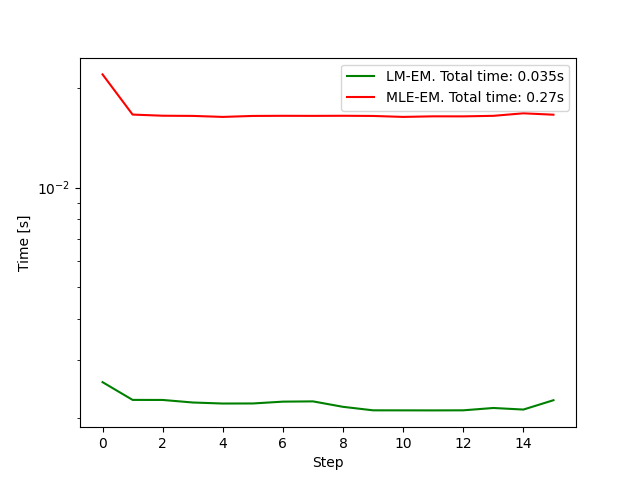 LM-EM. Total time: 0.035s
MLE-EM. Total time: 0.27s
10⁻²
Time [s]
0 2 4 6 8 10 12 14
Step